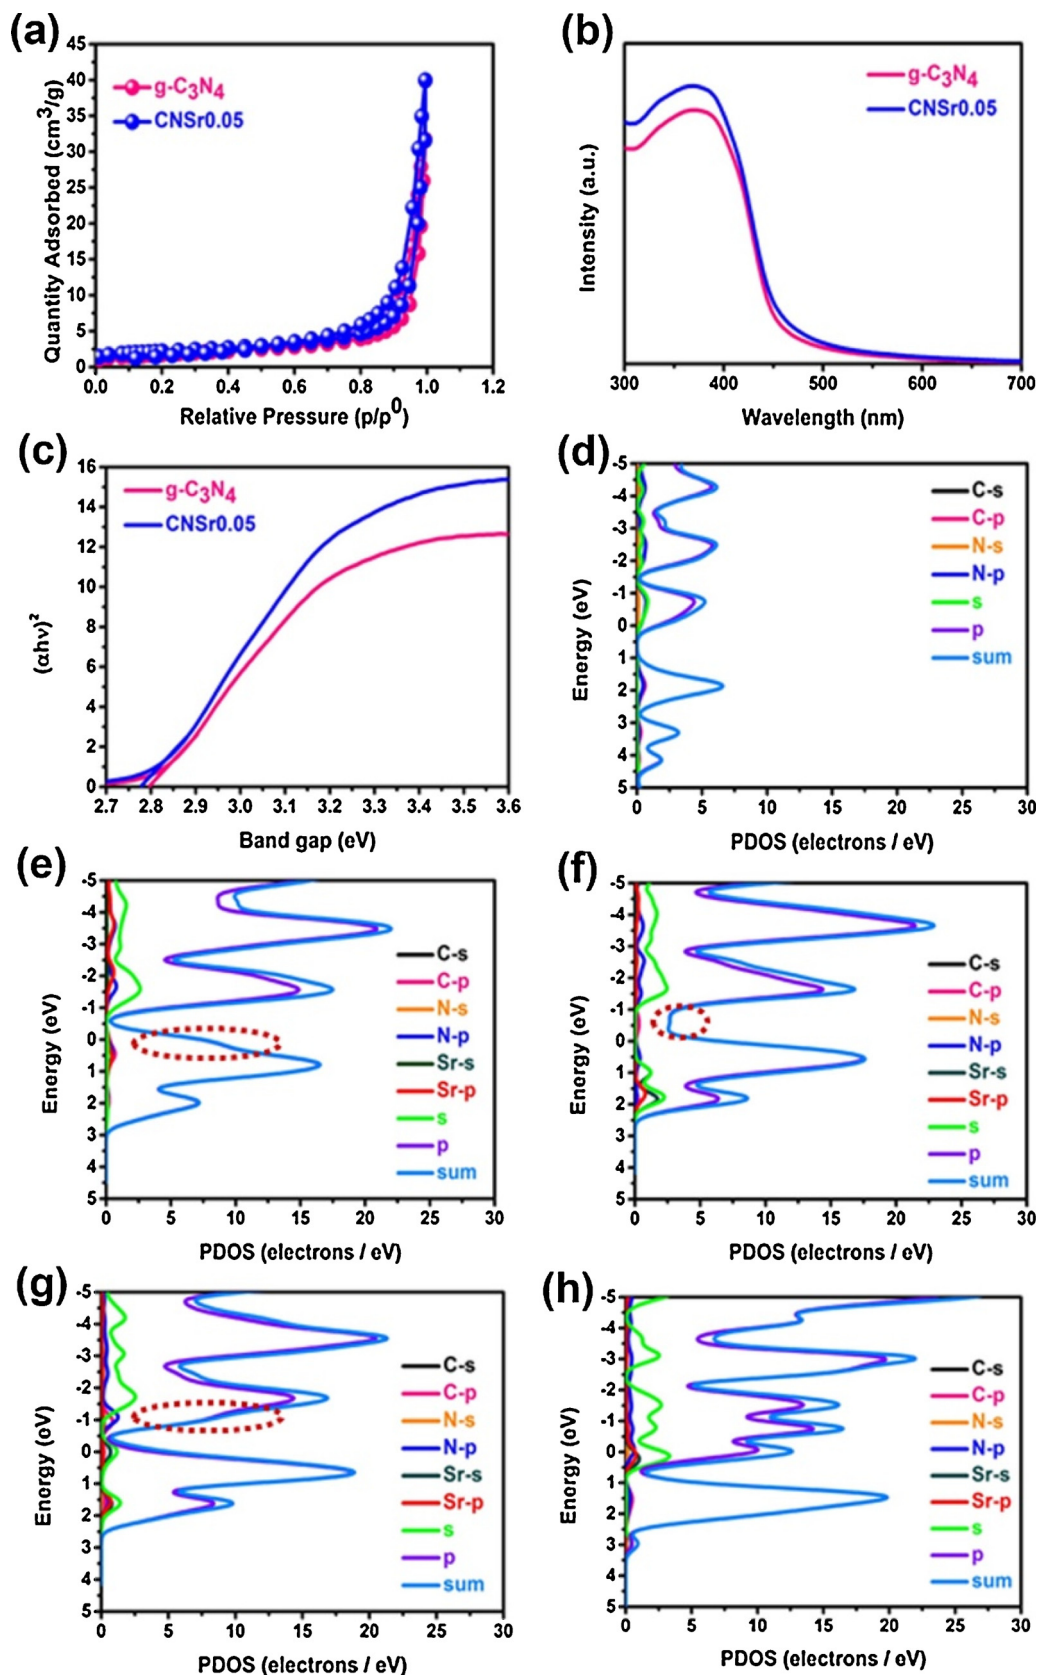 (a)
45
40
35
30
25
20
15
10
5
0
Quantity Adsorbed (cm³/g)
g-C₃N₄
CNSr0.05
0.0 0.2 0.4 0.6 0.8 1.0 1.2
Relative Pressure (p/p⁰)
(b)
Intensity (a.u.)
g-C₃N₄
CNSr0.05
300 400 500 600 700
Wavelength (nm)
(c)
16
14
12
10
8
6
4
2
0
(αhν)²
g-C₃N₄
CNSr0.05
2.7 2.8 2.9 3.0 3.1 3.2 3.3 3.4 3.5 3.6
Band gap (eV)
(d)
-5
-4
-3
-2
-1
0
1
2
3
4
5
Energy (eV)
C-s
C-p
N-s
N-p
s
p
sum
0 5 10 15 20 25 30
PDOS (electrons / eV)
(e)
-5
-4
-3
-2
-1
0
1
2
3
4
5
Energy (eV)
C-s
C-p
N-s
N-p
Sr-s
Sr-p
s
p
sum
0 5 10 15 20 25 30
PDOS (electrons / eV)
(f)
-5
-4
-3
-2
-1
0
1
2
3
4
5
Energy (eV)
C-s
C-p
N-s
N-p
Sr-s
Sr-p
s
p
sum
0 5 10 15 20 25 30
PDOS (electrons / eV)
(g)
-5
-4
-3
-2
-1
0
1
2
3
4
5
Energy (eV)
C-s
C-p
N-s
N-p
Sr-s
Sr-p
s
p
sum
0 5 10 15 20 25 30
PDOS (electrons / eV)
(h)
-5
-4
-3
-2
-1
0
1
2
3
4
5
Energy (eV)
C-s
C-p
N-s
N-p
Sr-s
Sr-p
s
p
sum
0 5 10 15 20 25 30
PDOS (electrons / eV)